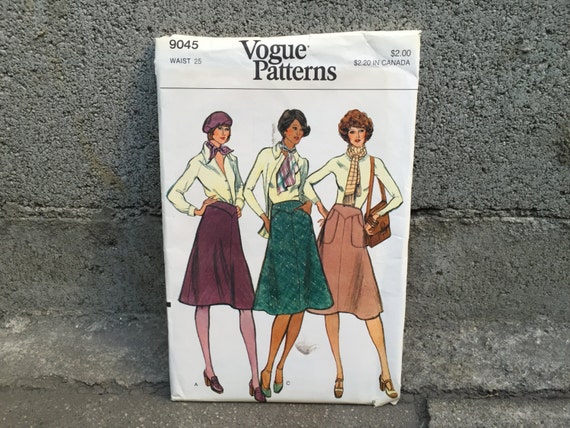 9045
WAIST 25
Vogue Patterns
$2.00
$2.20 IN CANADA
A
C